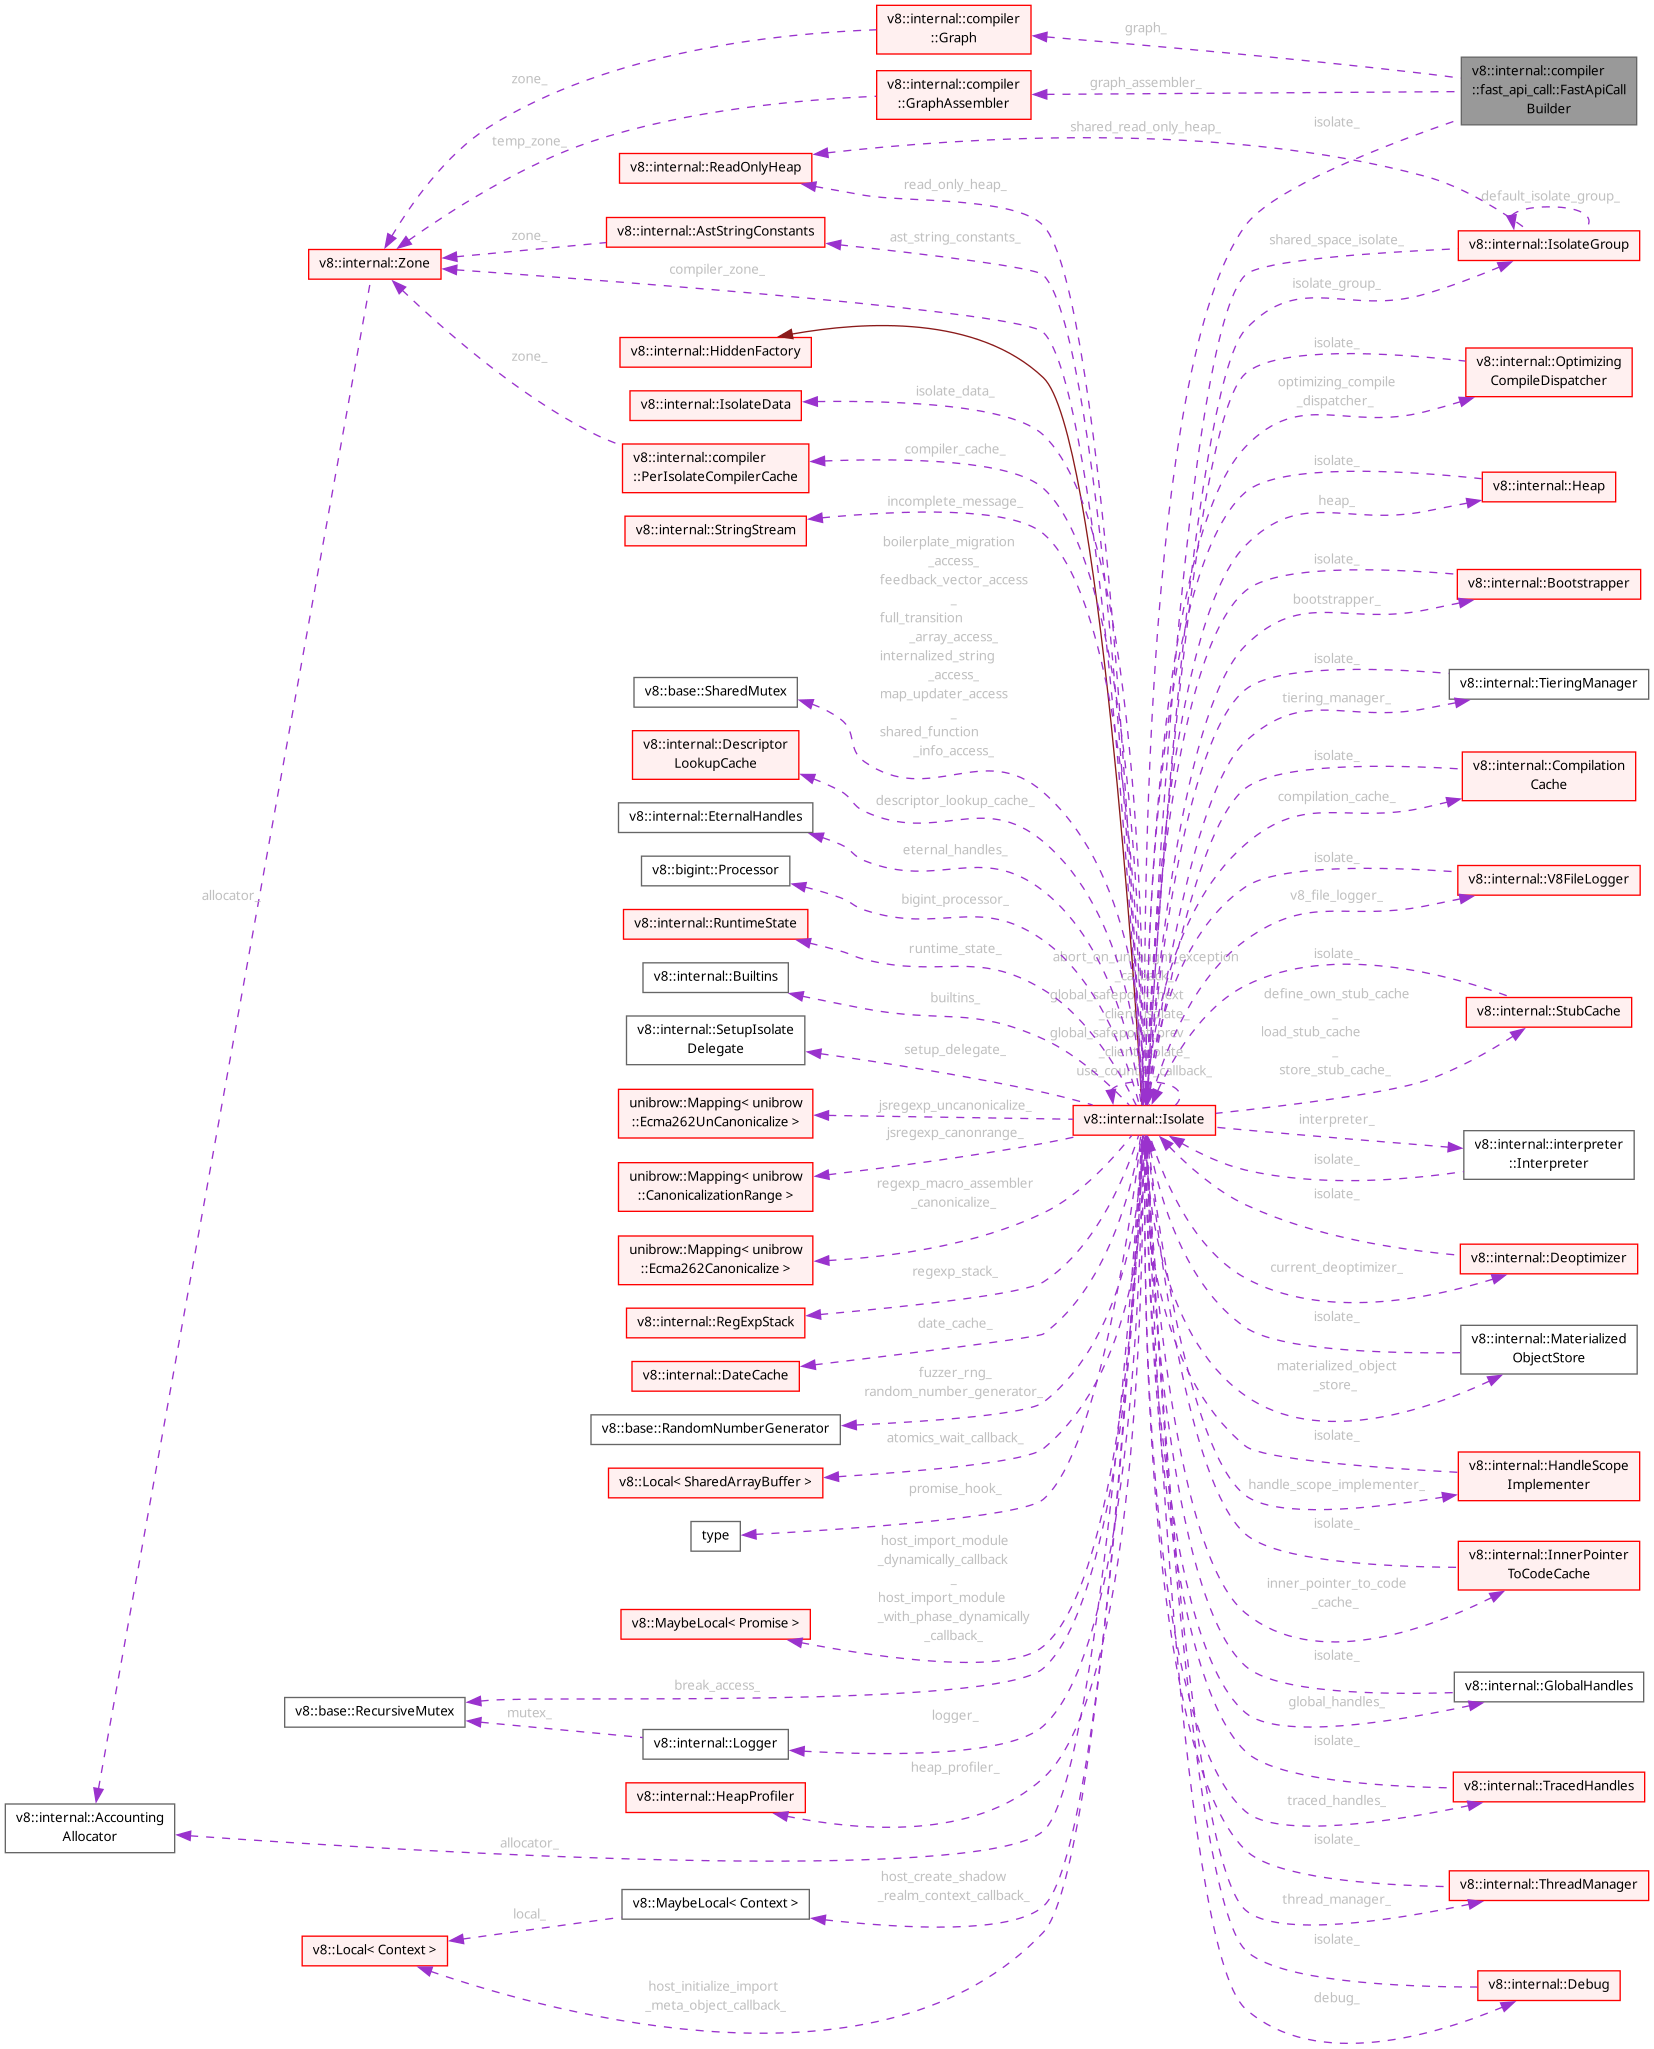 v8::internal::compiler
::Graph
graph_
v8::internal::compiler
::fast_api_call::FastApiCall
Builder
zone_
v8::internal::compiler
::GraphAssembler
graph_assembler_
isolate_
temp_zone_
shared_read_only_heap_
v8::internal::ReadOnlyHeap
read_only_heap_
default_isolate_group_
v8::internal::AstStringConstants
zone_
ast_string_constants_
shared_space_isolate_
v8::internal::IsolateGroup
v8::internal::Zone
compiler_zone_
isolate_group_
v8::internal::HiddenFactory
zone_
isolate_
v8::internal::Optimizing
CompileDispatcher
optimizing_compile
_dispatcher_
v8::internal::IsolateData
isolate_data_
v8::internal::compiler
::PerIsolateCompilerCache
compiler_cache_
isolate_
v8::internal::Heap
heap_
v8::internal::StringStream
incomplete_message_
boilerplate_migration
_access_
feedback_vector_access
_
full_transition
_array_access_
internalized_string
_access_
map_updater_access
_
shared_function
_info_access_
isolate_
v8::internal::Bootstrapper
bootstrapper_
v8::base::SharedMutex
isolate_
v8::internal::TieringManager
tiering_manager_
v8::internal::Descriptor
LookupCache
descriptor_lookup_cache_
isolate_
v8::internal::Compilation
Cache
compilation_cache_
v8::internal::EternalHandles
eternal_handles_
v8::bigint::Processor
bigint_processor_
isolate_
v8::internal::V8FileLogger
v8_file_logger_
allocator_
v8::internal::RuntimeState
runtime_state_
v8::internal::Builtins
builtins_
_client_isolate_
isolate_
define_own_stub_cache
_
load_stub_cache
_
store_stub_cache_
v8::internal::StubCache
v8::internal::SetupIsolate
Delegate
setup_delegate_
v8::internal::Isolate
unibrow::Mapping< unibrow
::Ecma262UnCanonicalize >
jsregexp_uncanonicalize_
interpreter_
v8::internal::interpreter
::Interpreter
isolate_
unibrow::Mapping< unibrow
::CanonicalizationRange >
jsregexp_canonrange_
isolate_
unibrow::Mapping< unibrow
::Ecma262Canonicalize >
regexp_macro_assembler
_canonicalize_
v8::internal::Deoptimizer
current_deoptimizer_
v8::internal::RegExpStack
regexp_stack_
isolate_
v8::internal::Materialized
ObjectStore
materialized_object
_store_
v8::internal::DateCache
date_cache_
v8::base::RandomNumberGenerator
fuzzer_rng_
random_number_generator_
isolate_
v8::internal::HandleScope
Implementer
handle_scope_implementer_
v8::Local< SharedArrayBuffer >
atomics_wait_callback_
type
promise_hook_
isolate_
v8::internal::InnerPointer
ToCodeCache
inner_pointer_to_code
_cache_
v8::MaybeLocal< Promise >
host_import_module
_dynamically_callback
_
host_import_module
_with_phase_dynamically
_callback_
isolate_
v8::internal::GlobalHandles
global_handles_
v8::base::RecursiveMutex
break_access_
mutex_
v8::internal::Logger
logger_
isolate_
v8::internal::TracedHandles
traced_handles_
v8::internal::HeapProfiler
heap_profiler_
v8::internal::Accounting
Allocator
allocator_
isolate_
v8::internal::ThreadManager
thread_manager_
v8::MaybeLocal< Context >
host_create_shadow
_realm_context_callback_
local_
v8::Local< Context >
host_initialize_import
_meta_object_callback_
isolate_
v8::internal::Debug
debug_